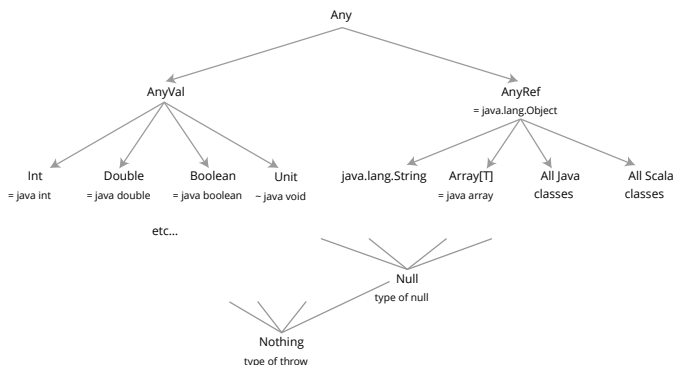 Any
AnyVal
AnyRef
= java.lang.Object
Int
Double
Boolean
Unit
java.lang.String
Array[T]
All Java
All Scala
= java int
= java double
= java boolean
~ java void
= java array
classes
classes
etc...
Null
type of null
Nothing
type of throw